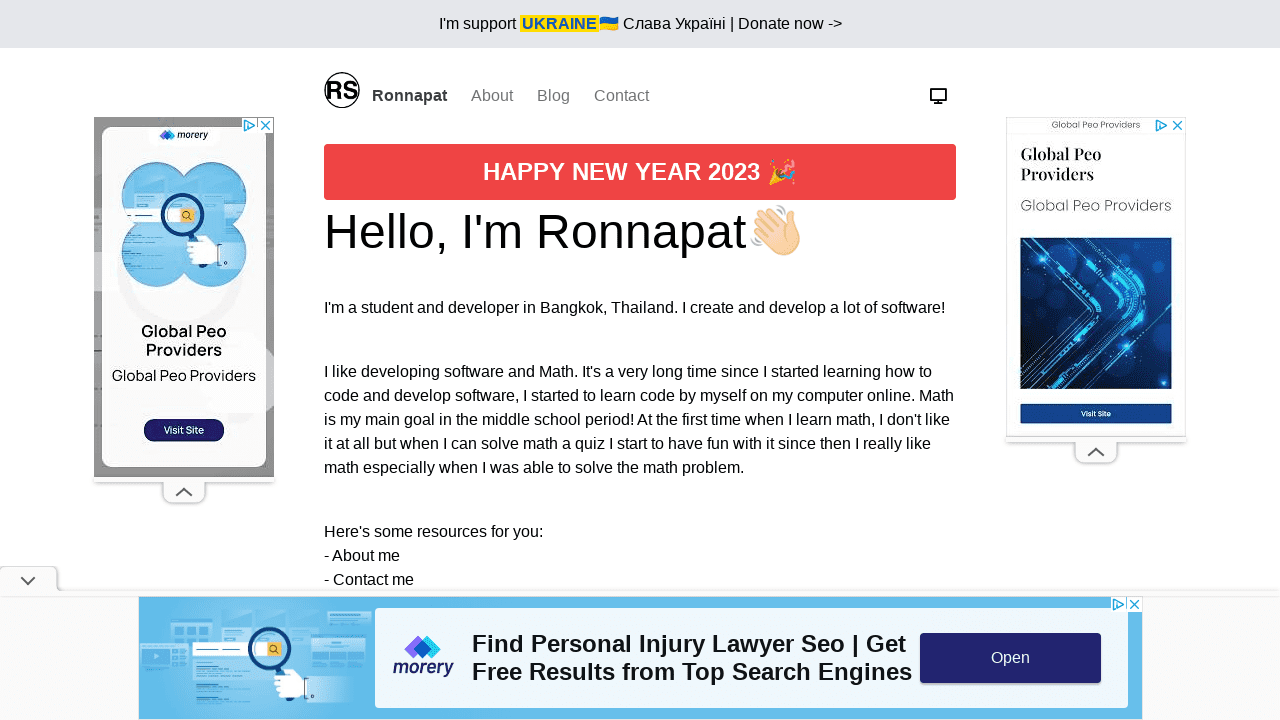 I'm support UKRAINE🇺🇦 Слава Україні | Donate now ->
RS Ronnapat About Blog Contact
HAPPY NEW YEAR 2023 🎉
Hello, I'm Ronnapat👋🏻
I'm a student and developer in Bangkok, Thailand. I create and develop a lot of software!
I like developing software and Math. It's a very long time since I started learning how to
code and develop software, I started to learn code by myself on my computer online. Math
is my main goal in the middle school period! At the first time when I learn math, I don't like
it at all but when I can solve math a quiz I start to have fun with it since then I really like
math especially when I was able to solve the math problem.
Here's some resources for you:
- About me
- Contact me
morery
Global Peo
Providers
Global Peo Providers
Visit Site
Global Peo Providers
Global Peo
Providers
Global Peo Providers
Visit Site
morery
Find Personal Injury Lawyer Seo | Get
Free Results from Top Search Engines
Open